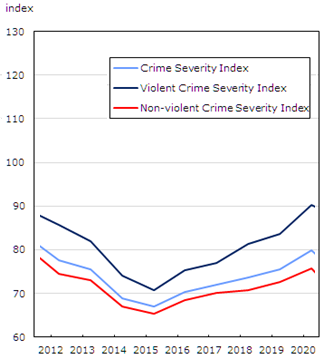 index
130
120
110
100
90
80
70
60
Crime Severity Index
Violent Crime Severity Index
Non-violent Crime Severity Index
2012 2013 2014 2015 2016 2017 2018 2019 2020